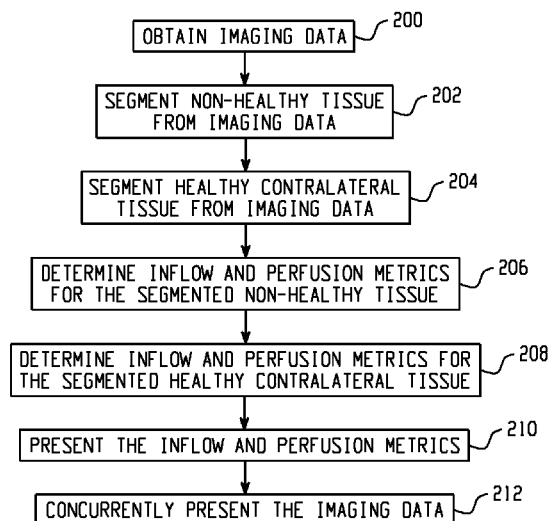 OBTAIN IMAGING DATA
200
SEGMENT NON-HEALTHY TISSUE
FROM IMAGING DATA
202
SEGMENT HEALTHY CONTRALATERAL
TISSUE FROM IMAGING DATA
204
DETERMINE INFLOW AND PERFUSION METRICS
FOR THE SEGMENTED NON-HEALTHY TISSUE
206
DETERMINE INFLOW AND PERFUSION METRICS FOR
THE SEGMENTED HEALTHY CONTRALATERAL TISSUE
208
PRESENT THE INFLOW AND PERFUSION METRICS
210
CONCURRENTLY PRESENT THE IMAGING DATA
212